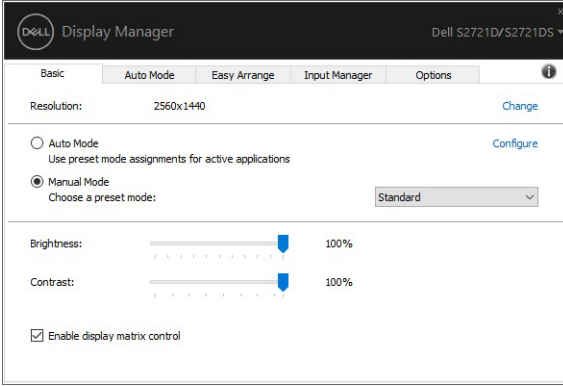 DELL Display Manager
Dell S2721D/S2721DS
Basic Auto Mode Easy Arrange Input Manager Options
Resolution: 2560x1440 Change
Auto Mode Configure
Use preset mode assignments for active applications
Manual Mode
Choose a preset mode: Standard
Brightness: 100%
Contrast: 100%
Enable display matrix control